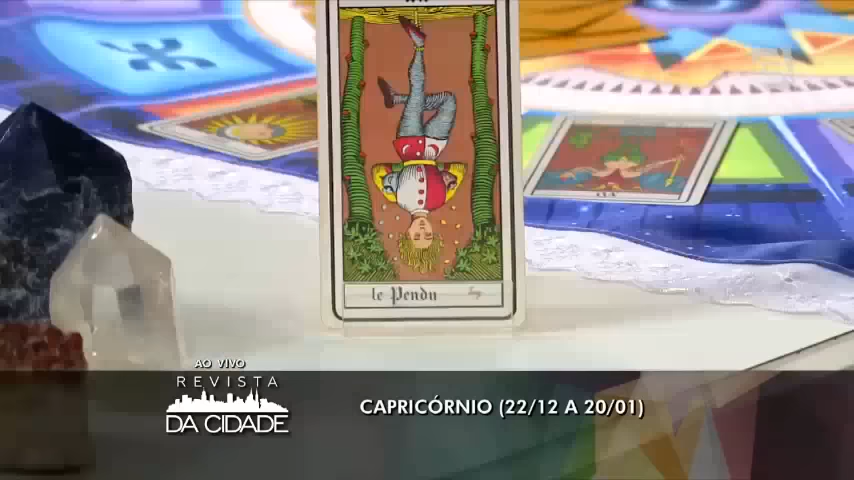 le Pendu
AO VIVO
REVISTA
DA CIDADE
CAPRICÓRNIO (22/12 A 20/01)